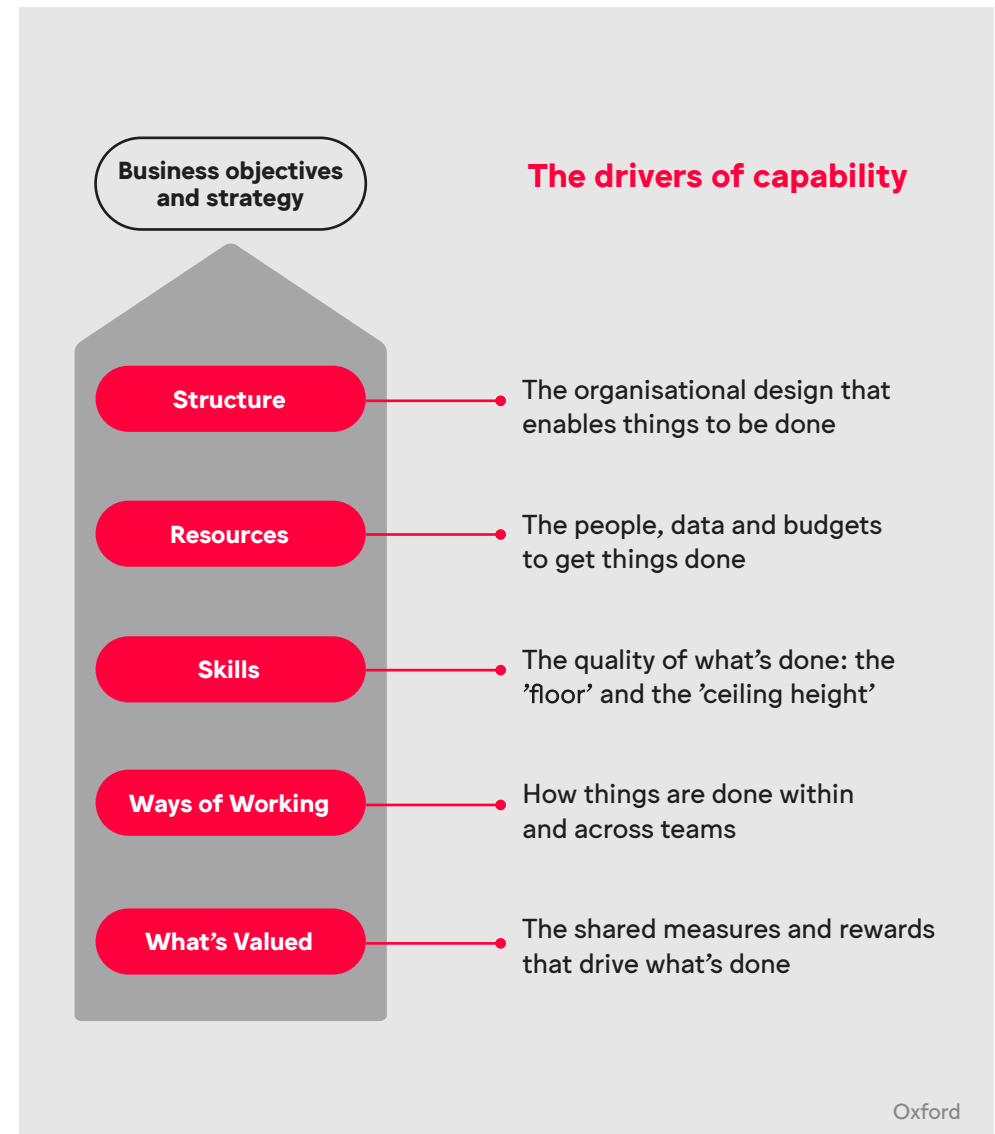 Business objectives
and strategy
The drivers of capability
Structure
The organisational design that
enables things to be done
Resources
The people, data and budgets
to get things done
Skills
The quality of what’s done: the
’floor’ and the ’ceiling height’
Ways of Working
How things are done within
and across teams
What’s Valued
The shared measures and rewards
that drive what’s done
Oxford